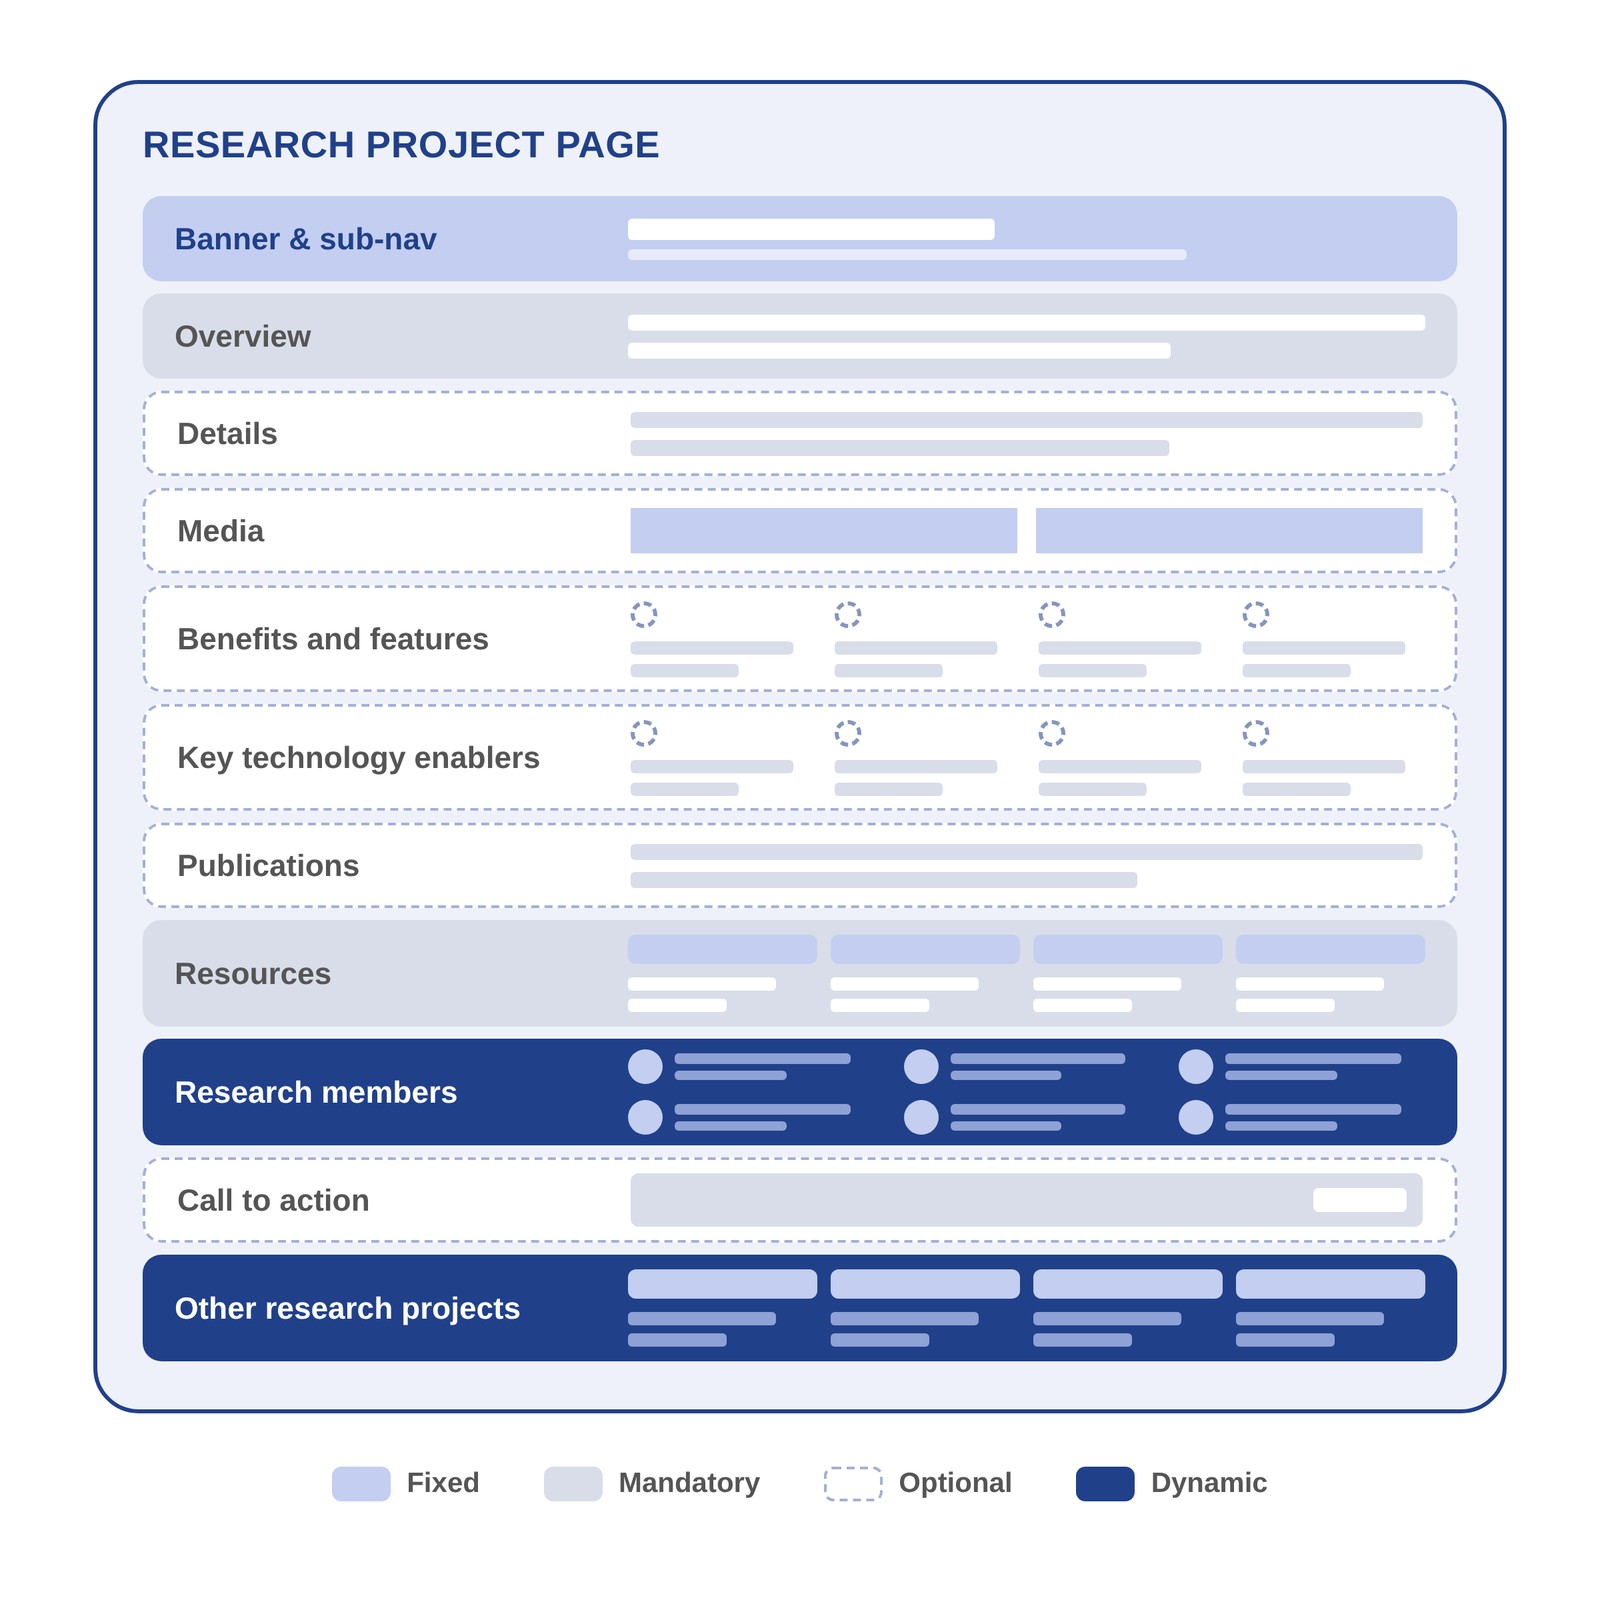 RESEARCH PROJECT PAGE
Banner & sub-nav
Overview
Details
Media
Benefits and features
Key technology enablers
Publications
Resources
Research members
Call to action
Other research projects
Fixed
Mandatory
Optional
Dynamic